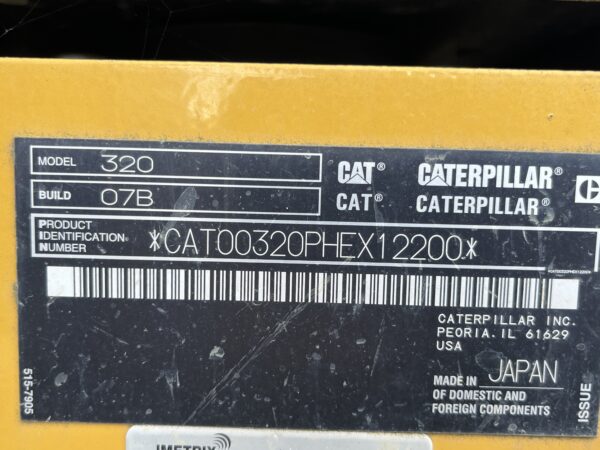 MODEL 320 CAT® CATERPILLAR®
BUILD 07B CAT® CATERPILLAR®
PRODUCT
IDENTIFICATION
NUMBER *CAT00320PHEX12200*
CATERPILLAR INC.
PEORIA. IL 61629
USA
MADE IN JAPAN
OF DOMESTIC AND
FOREIGN COMPONENTS
515-7905
ISSUE
IMETRIX